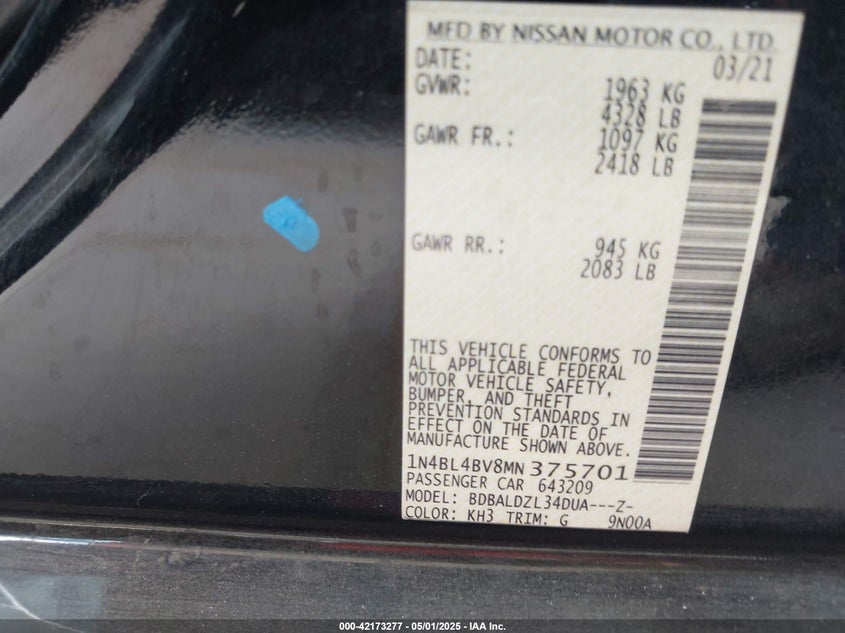 MFD BY NISSAN MOTOR CO., LTD.
DATE: 03/21
GVWR: 1963 KG
4328 LB
GAWR FR.: 1097 KG
2418 LB
GAWR RR.: 945 KG
2083 LB
THIS VEHICLE CONFORMS TO
ALL APPLICABLE FEDERAL
MOTOR VEHICLE SAFETY,
BUMPER, AND THEFT
PREVENTION STANDARDS IN
EFFECT ON THE DATE OF
MANUFACTURE SHOWN ABOVE.
1N4BL4BV8MN375701
PASSENGER CAR 643209
MODEL: BDBALDZL34DUA---Z-
COLOR: KH3 TRIM: G 9N00A
000-42173277 - 05/01/2025 - IAA Inc.